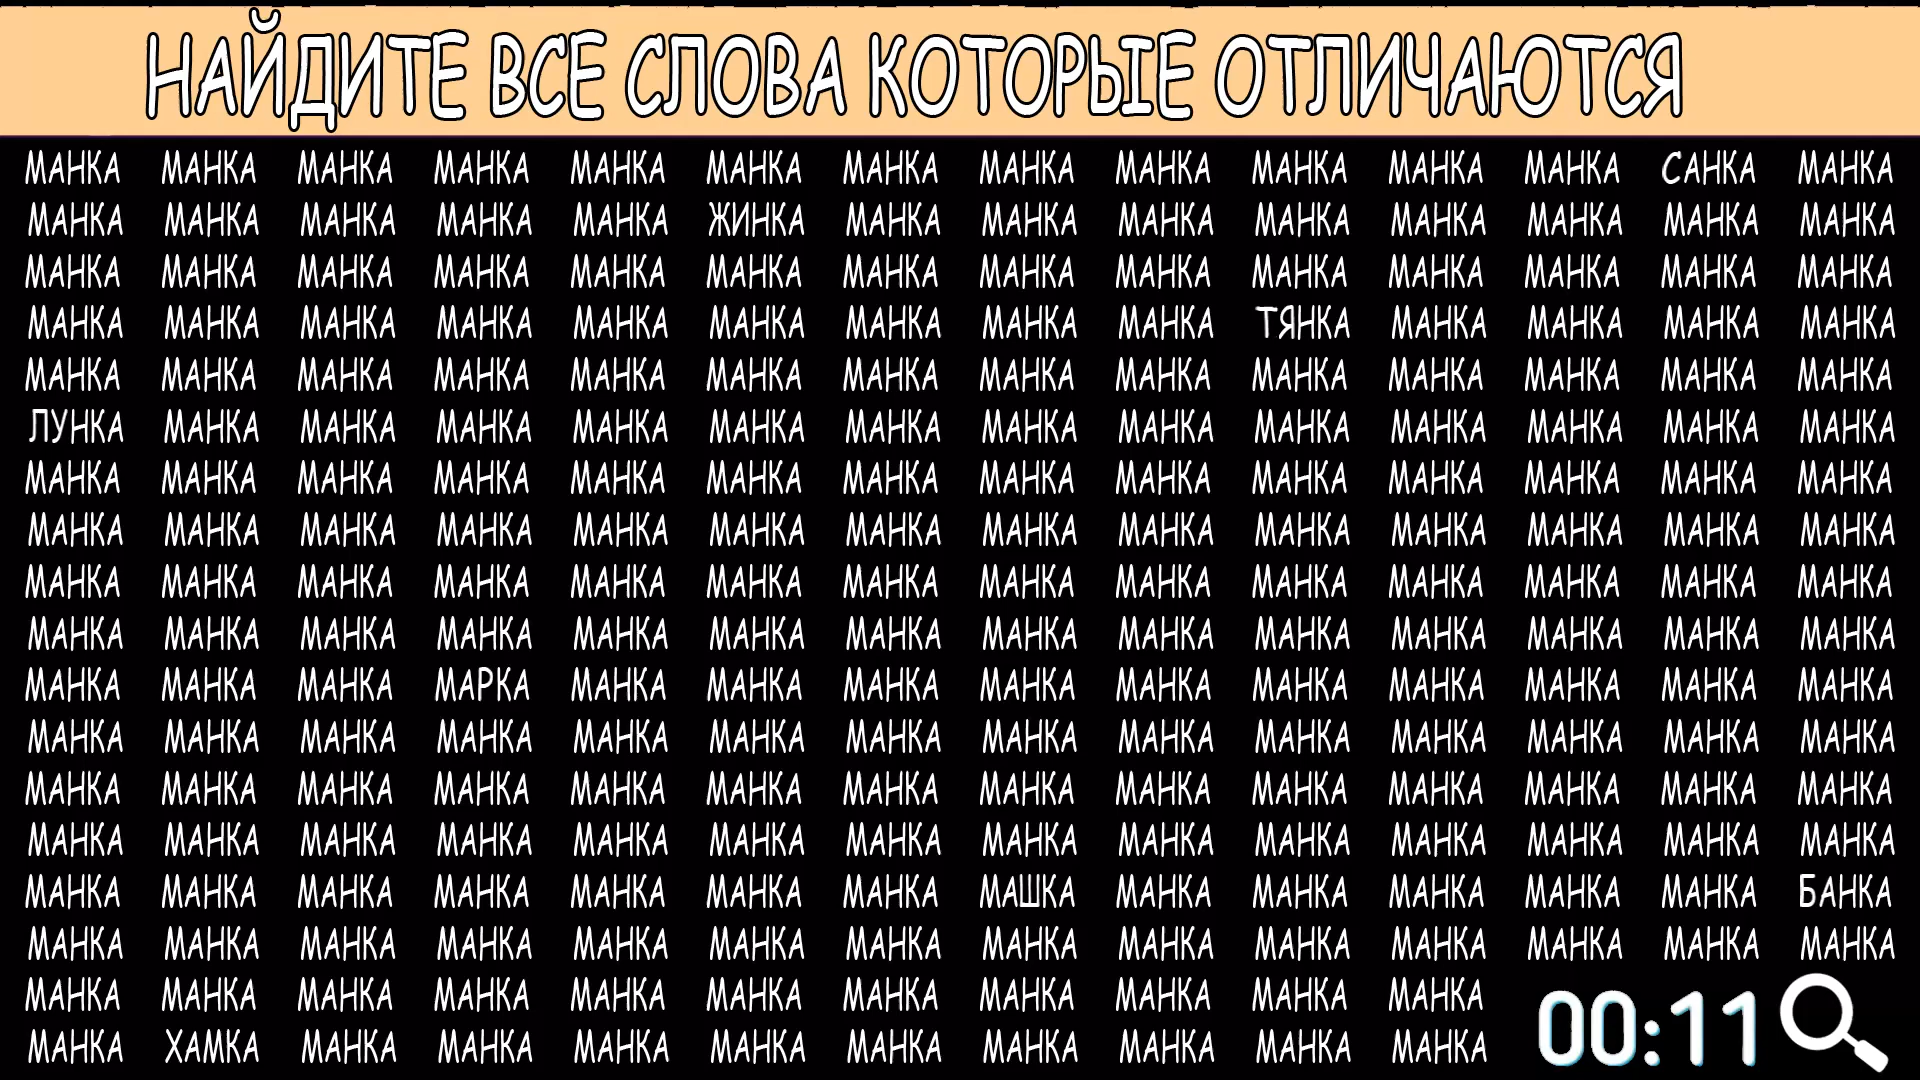 НАЙДИТЕ ВСЕ СЛОВА КОТОРЫЕ ОТЛИЧАЮТСЯ
МАНКА МАНКА МАНКА МАНКА МАНКА МАНКА МАНКА МАНКА МАНКА МАНКА МАНКА МАНКА САНКА МАНКА
МАНКА МАНКА МАНКА МАНКА МАНКА ЖИНКА МАНКА МАНКА МАНКА МАНКА МАНКА МАНКА МАНКА МАНКА
МАНКА МАНКА МАНКА МАНКА МАНКА МАНКА МАНКА МАНКА МАНКА МАНКА МАНКА МАНКА МАНКА МАНКА
МАНКА МАНКА МАНКА МАНКА МАНКА МАНКА МАНКА МАНКА МАНКА ТЯНКА МАНКА МАНКА МАНКА МАНКА
МАНКА МАНКА МАНКА МАНКА МАНКА МАНКА МАНКА МАНКА МАНКА МАНКА МАНКА МАНКА МАНКА МАНКА
ЛУНКА МАНКА МАНКА МАНКА МАНКА МАНКА МАНКА МАНКА МАНКА МАНКА МАНКА МАНКА МАНКА МАНКА
МАНКА МАНКА МАНКА МАНКА МАНКА МАНКА МАНКА МАНКА МАНКА МАНКА МАНКА МАНКА МАНКА МАНКА
МАНКА МАНКА МАНКА МАНКА МАНКА МАНКА МАНКА МАНКА МАНКА МАНКА МАНКА МАНКА МАНКА МАНКА
МАНКА МАНКА МАНКА МАНКА МАНКА МАНКА МАНКА МАНКА МАНКА МАНКА МАНКА МАНКА МАНКА МАНКА
МАНКА МАНКА МАНКА МАНКА МАНКА МАНКА МАНКА МАНКА МАНКА МАНКА МАНКА МАНКА МАНКА МАНКА
МАНКА МАНКА МАНКА МАРКА МАНКА МАНКА МАНКА МАНКА МАНКА МАНКА МАНКА МАНКА МАНКА МАНКА
МАНКА МАНКА МАНКА МАНКА МАНКА МАНКА МАНКА МАНКА МАНКА МАНКА МАНКА МАНКА МАНКА МАНКА
МАНКА МАНКА МАНКА МАНКА МАНКА МАНКА МАНКА МАНКА МАНКА МАНКА МАНКА МАНКА МАНКА МАНКА
МАНКА МАНКА МАНКА МАНКА МАНКА МАНКА МАНКА МАНКА МАНКА МАНКА МАНКА МАНКА МАНКА МАНКА
МАНКА МАНКА МАНКА МАНКА МАНКА МАНКА МАНКА МАШКА МАНКА МАНКА МАНКА МАНКА МАНКА БАНКА
МАНКА МАНКА МАНКА МАНКА МАНКА МАНКА МАНКА МАНКА МАНКА МАНКА МАНКА МАНКА МАНКА МАНКА
МАНКА МАНКА МАНКА МАНКА МАНКА МАНКА МАНКА МАНКА МАНКА МАНКА МАНКА
МАНКА ХАМКА МАНКА МАНКА МАНКА МАНКА МАНКА МАНКА МАНКА МАНКА МАНКА
00:11